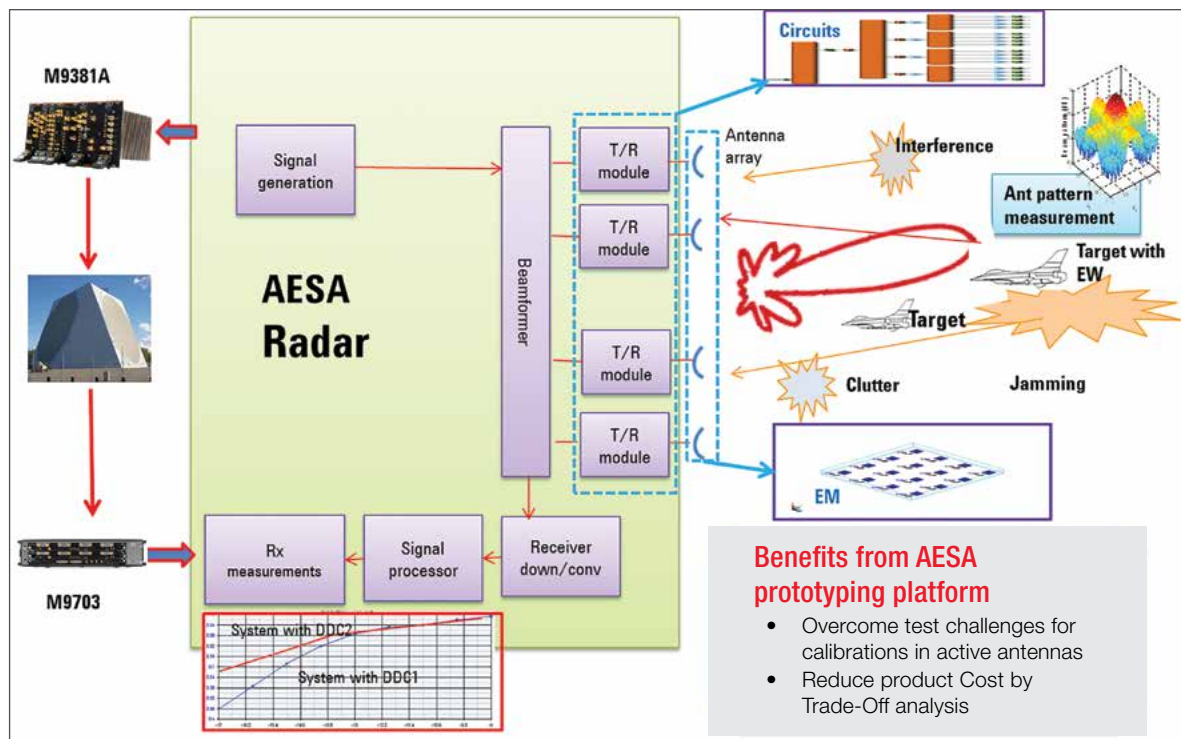 Circuits
M9381A
Signal
generation
Beamformer
T/R
module
T/R
module
T/R
module
T/R
module
Antenna
array
Interference
Ant pattern
measurement
Target with
EW
Target
Clutter
Jamming
AESA
Radar
EM
M9703
Rx
measurements
Signal
processor
Receiver
down/conv
System with DDC2
System with DDC1
Benefits from AESA
prototyping platform
• Overcome test challenges for
calibrations in active antennas
• Reduce product Cost by
Trade-Off analysis